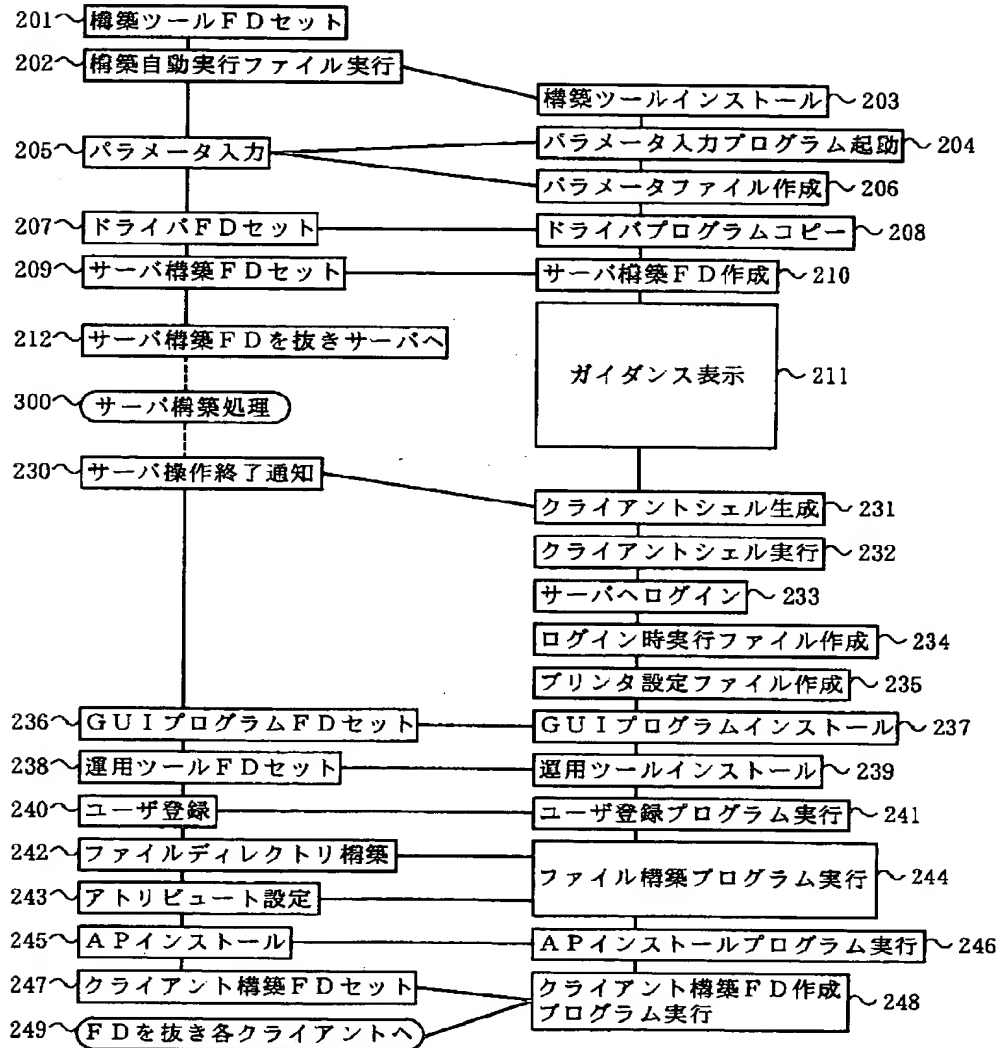 201 構築ツールFDセット
202 構築自動実行ファイル実行
構築ツールインストール 203
205 パラメータ入力
パラメータ入力プログラム起動 204
パラメータファイル作成 206
207 ドライバFDセット
ドライバプログラムコピー 208
209 サーバ構築FDセット
サーバ構築FD作成 210
212 サーバ構築FDを抜きサーバへ
ガイダンス表示 211
300 サーバ構築処理
230 サーバ操作終了通知
クライアントシェル生成 231
クライアントシェル実行 232
サーバへログイン 233
ログイン時実行ファイル作成 234
プリンタ設定ファイル作成 235
236 GUIプログラムFDセット
GUIプログラムインストール 237
238 運用ツールFDセット
運用ツールインストール 239
240 ユーザ登録
ユーザ登録プログラム実行 241
242 ファイルディレクトリ構築
243 アトリビュート設定
ファイル構築プログラム実行 244
245 APインストール
APインストールプログラム実行 246
247 クライアント構築FDセット
クライアント構築FD作成
プログラム実行 248
249 FDを抜き各クライアントへ